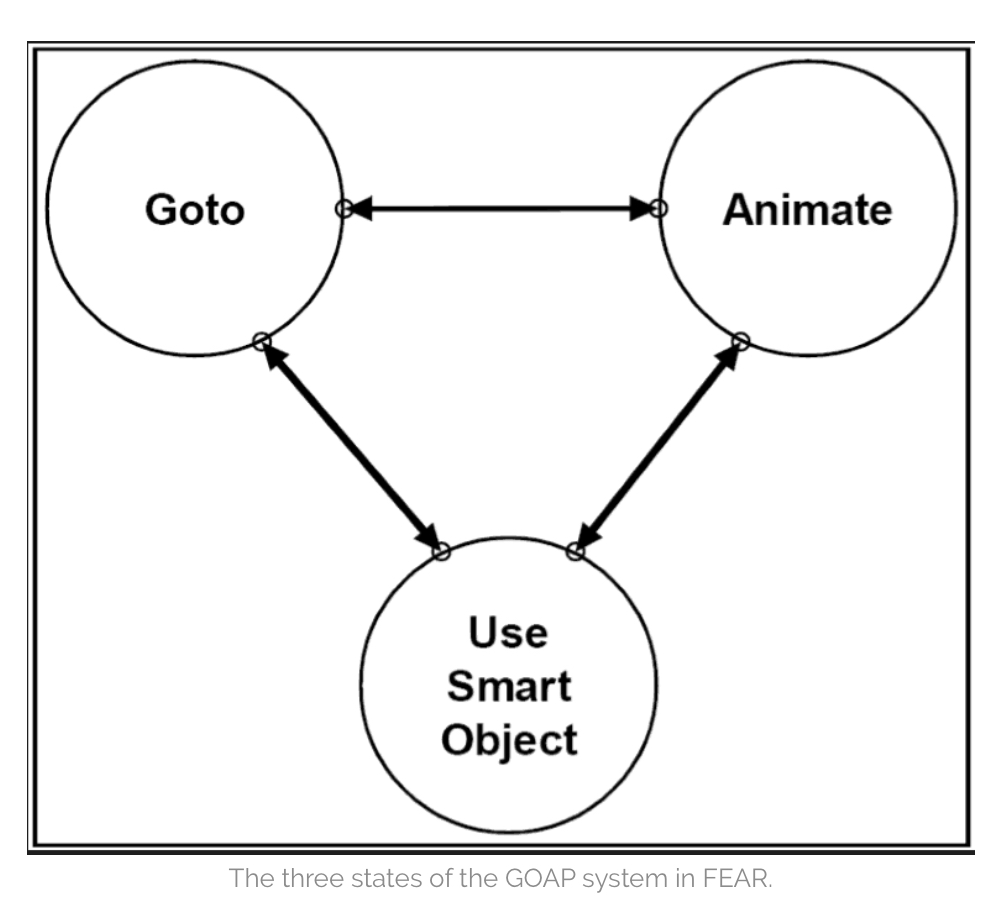 Goto
Animate
Use
Smart
Object
The three states of the GOAP system in FEAR.